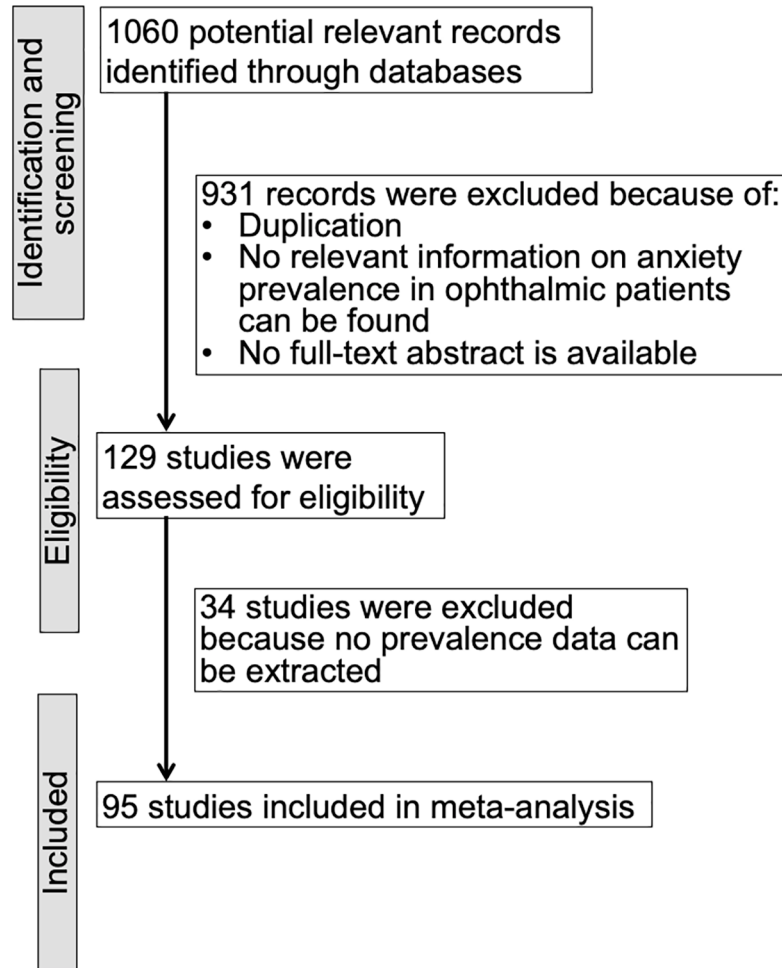 Identification and
screening
1060 potential relevant records
identified through databases
931 records were excluded because of:
• Duplication
• No relevant information on anxiety
prevalence in ophthalmic patients
can be found
• No full-text abstract is available
Eligibility
129 studies were
assessed for eligibility
34 studies were excluded
because no prevalence data can
be extracted
Included
95 studies included in meta-analysis